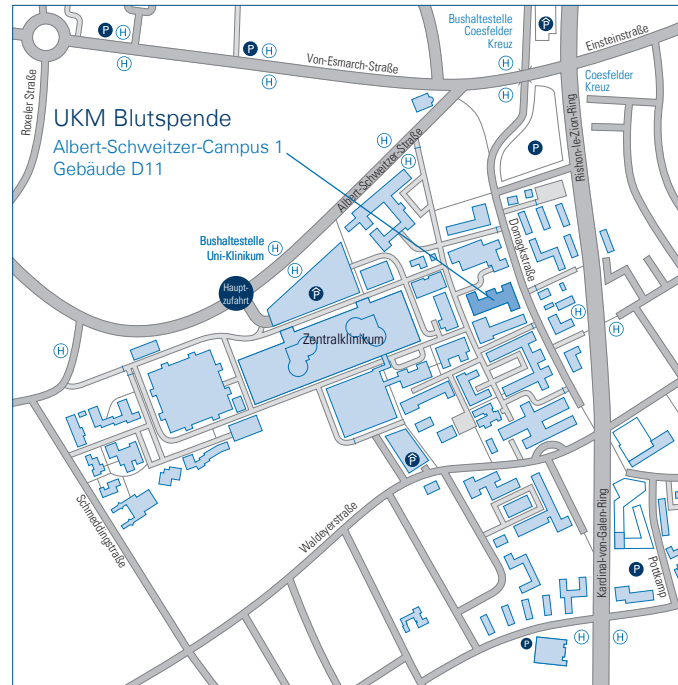 P
H
H
P
H
H
Bushaltestelle
Coesfelder
Kreuz
P
H
H
Einsteinstraße
Von-Esmarch-Straße
Roxeler Straße
Coesfelder
Kreuz
H
H
UKM Blutspende
Albert-Schweitzer-Campus 1
Gebäude D11
Albert-Schweitzer-Straße
H
H
P
Rishon-le-Zion-Ring
Domagkstraße
Bushaltestelle
Uni-Klinikum
H
H
Haupt-
zufahrt
P
H
H
Zentralklinikum
H
P
Schmeddingstraße
Waldeyerstraße
Kardinal-von-Galen-Ring
P
Pottkamp
P
H
H